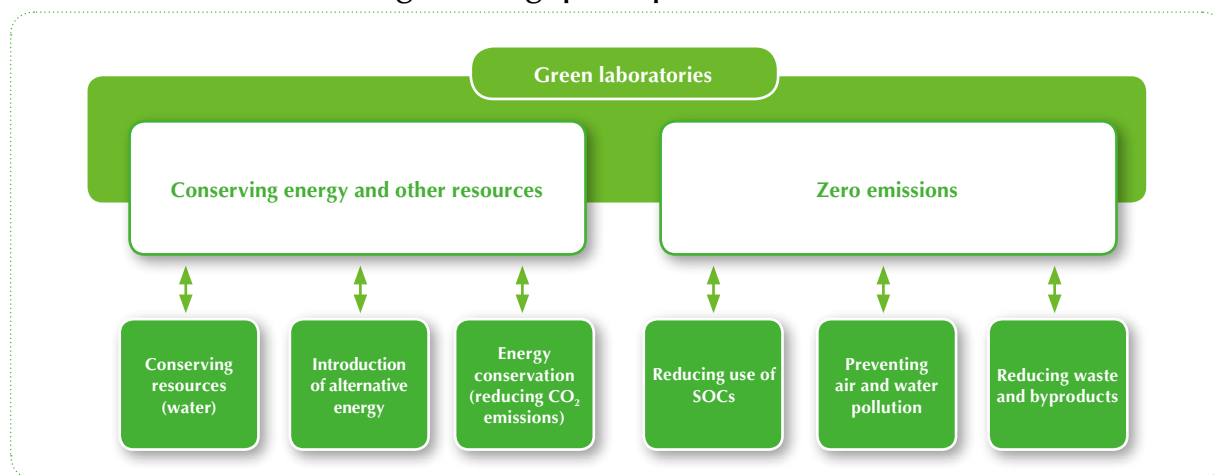 Green laboratories
Conserving energy and other resources
Zero emissions
Conserving
resources
(water)
Introduction
of alternative
energy
Energy
conservation
(reducing CO₂
emissions)
Reducing use of
SOCs
Preventing
air and water
pollution
Reducing waste
and byproducts